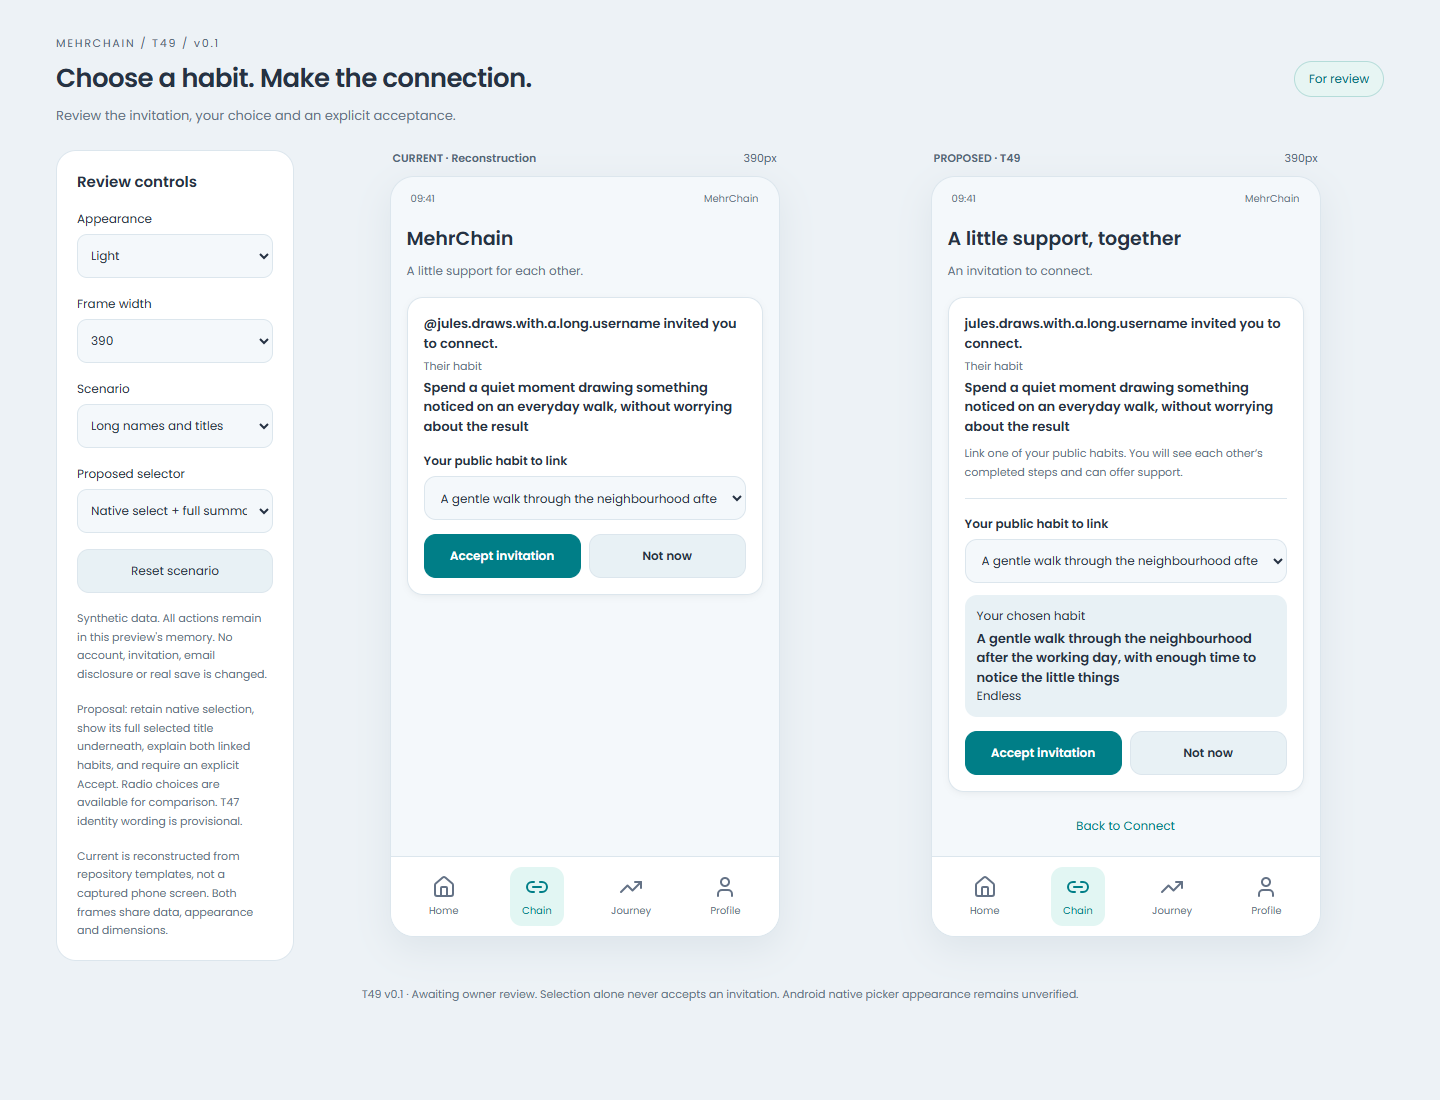 MEHRCHAIN / T49 / v0.1
Choose a habit. Make the connection.
Review the invitation, your choice and an explicit acceptance.
For review
Review controls
Appearance
Light
Frame width
390
Scenario
Long names and titles
Proposed selector
Native select + full summa
Reset scenario
Synthetic data. All actions remain
in this preview's memory. No
account, invitation, email
disclosure or real save is changed.
Proposal: retain native selection,
show its full selected title
underneath, explain both linked
habits, and require an explicit
Accept. Radio choices are
available for comparison. T47
identity wording is provisional.
Current is reconstructed from
repository templates, not a
captured phone screen. Both
frames share data, appearance
and dimensions.
CURRENT · Reconstruction
390px
09:41
MehrChain
MehrChain
A little support for each other.
@jules.draws.with.a.long.username invited you
to connect.
Their habit
Spend a quiet moment drawing something
noticed on an everyday walk, without worrying
about the result
Your public habit to link
A gentle walk through the neighbourhood afte
Accept invitation
Not now
Home
Chain
Journey
Profile
PROPOSED · T49
390px
09:41
MehrChain
A little support, together
An invitation to connect.
jules.draws.with.a.long.username invited you to
connect.
Their habit
Spend a quiet moment drawing something
noticed on an everyday walk, without worrying
about the result
Link one of your public habits. You will see each other's
completed steps and can offer support.
Your public habit to link
A gentle walk through the neighbourhood afte
Your chosen habit
A gentle walk through the neighbourhood
after the working day, with enough time to
notice the little things
Endless
Accept invitation
Not now
Back to Connect
Home
Chain
Journey
Profile
T49 v0.1 · Awaiting owner review. Selection alone never accepts an invitation. Android native picker appearance remains unverified.